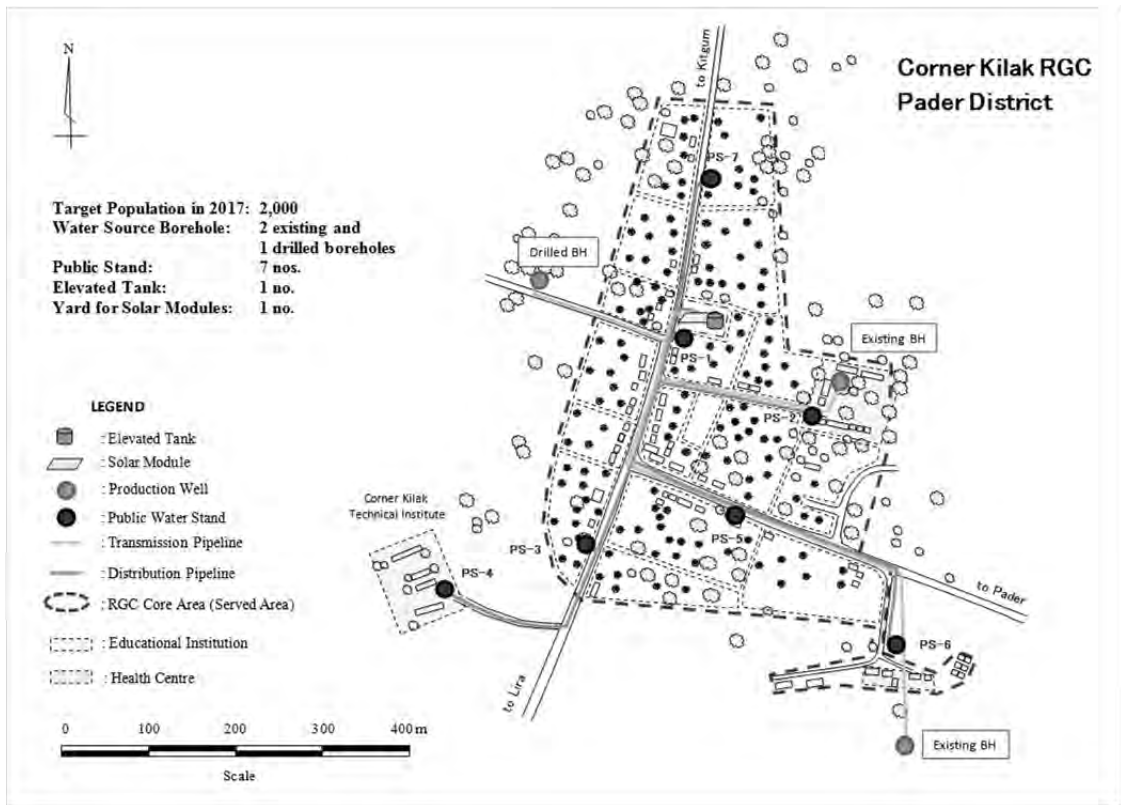 N
Corner Kilak RGC
Pader District
to Kitgum
Target Population in 2017: 2,000
Water Source Borehole: 2 existing and
1 drilled boreholes
Public Stand: 7 nos.
Elevated Tank: 1 no.
Yard for Solar Modules: 1 no.
PS-7
Drilled BH
Existing BH
PS-1
PS-2
LEGEND
: Elevated Tank
: Solar Module
: Production Well
: Public Water Stand
: Transmission Pipeline
: Distribution Pipeline
: RGC Core Area (Served Area)
: Educational Institution
: Health Centre
Corner Kilak
Technical Institute
PS-3
PS-4
PS-5
to Pader
PS-6
to Lira
Existing BH
0 100 200 300 400 m
Scale